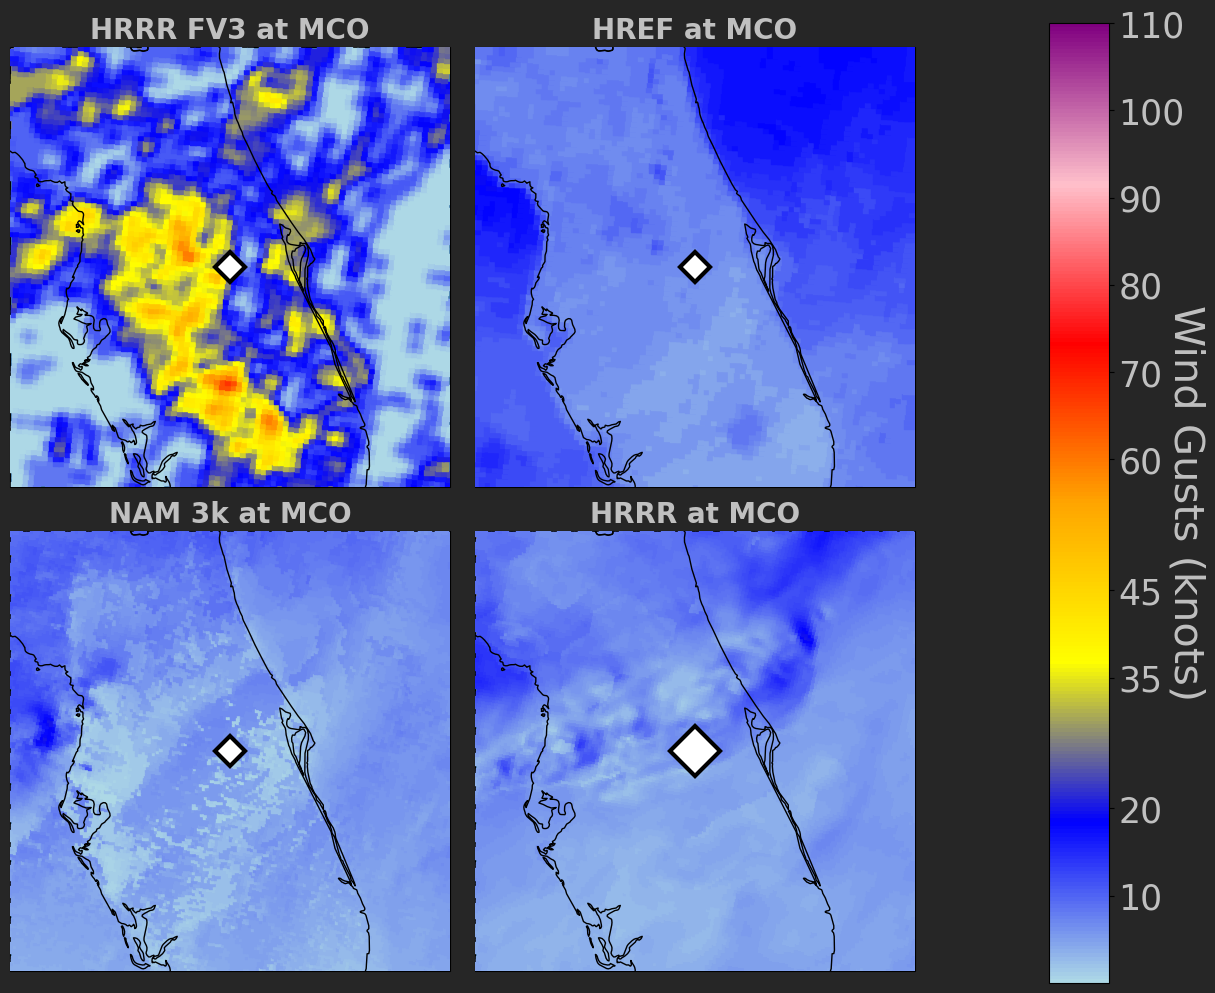 HRRR FV3 at MCO
HREF at MCO
NAM 3k at MCO
HRRR at MCO
110
100
90
80
70
60
45
35
20
10
Wind Gusts (knots)